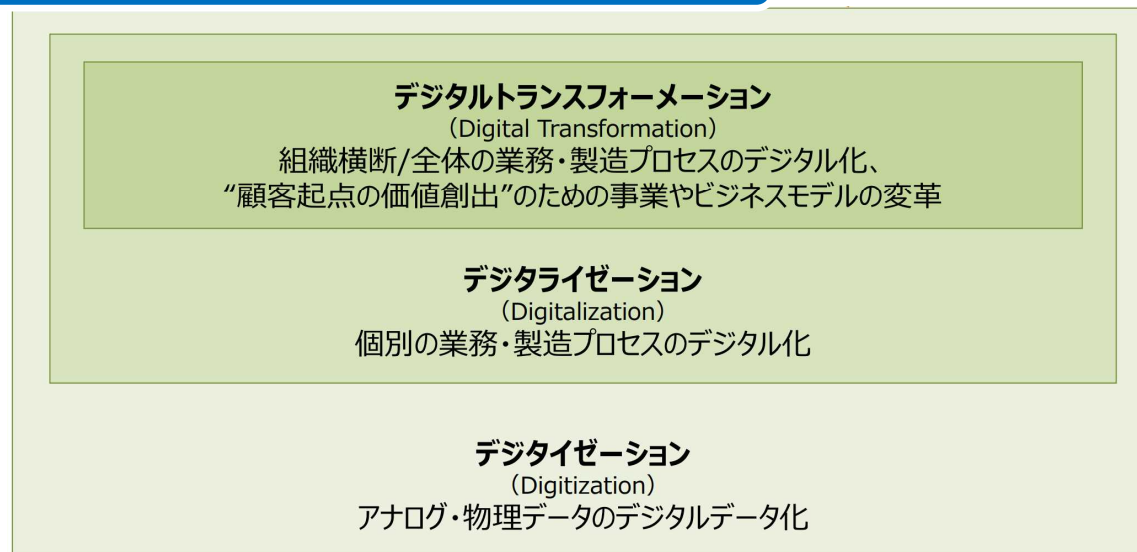 デジタルトランスフォーメーション
（Digital Transformation）
組織横断/全体の業務・製造プロセスのデジタル化、
“顧客起点の価値創出”のための事業やビジネスモデルの変革
デジタライゼーション
（Digitalization）
個別の業務・製造プロセスのデジタル化
デジタイゼーション
（Digitization）
アナログ・物理データのデジタルデータ化